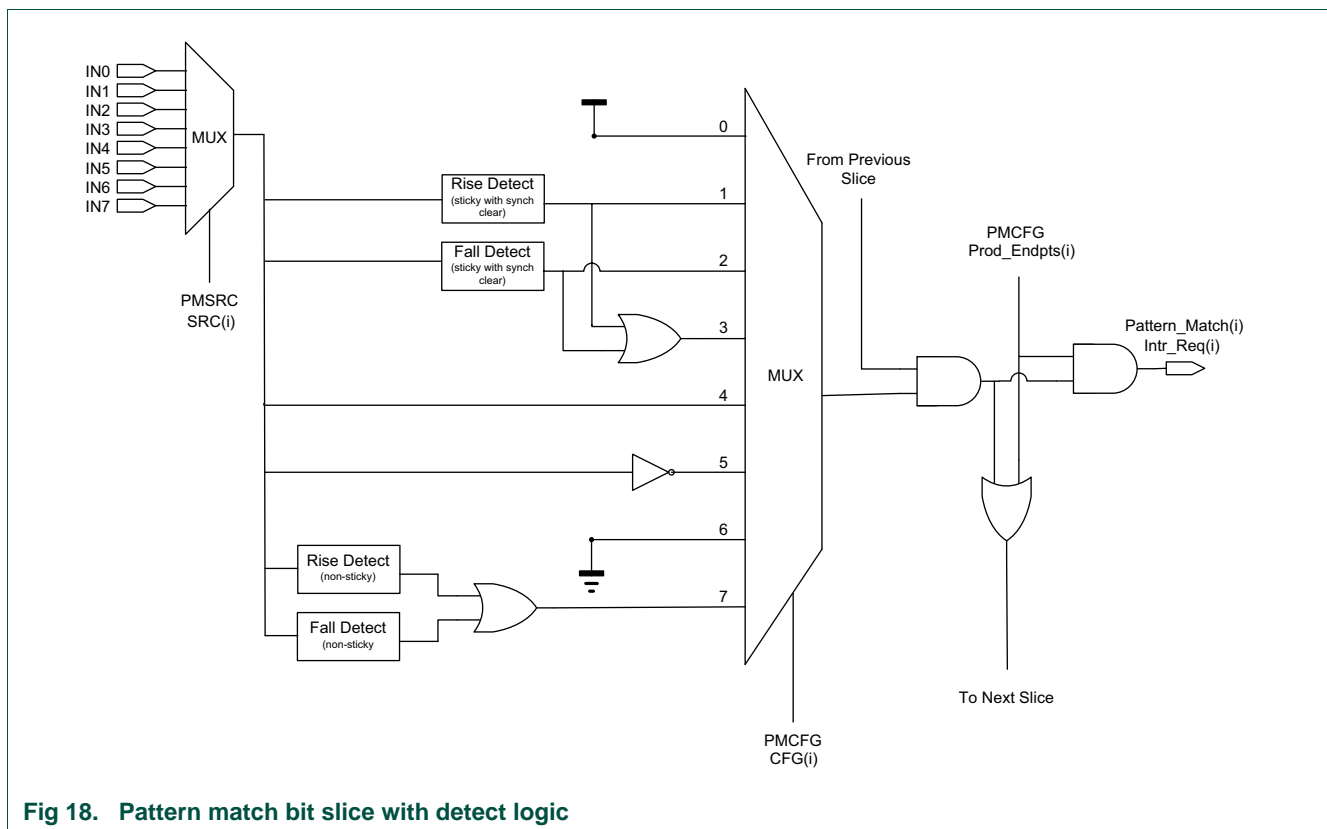 IN0
IN1
IN2
IN3
IN4
IN5
IN6
IN7
MUX
PMSRC
SRC(i)
Rise Detect
(sticky with synch
clear)
Fall Detect
(sticky with synch
clear)
Rise Detect
(non-sticky)
Fall Detect
(non-sticky
0
1
2
3
4
5
6
7
MUX
PMCFG
CFG(i)
From Previous
Slice
PMCFG
Prod_Endpts(i)
Pattern_Match(i)
Intr_Req(i)
To Next Slice
Fig 18. Pattern match bit slice with detect logic